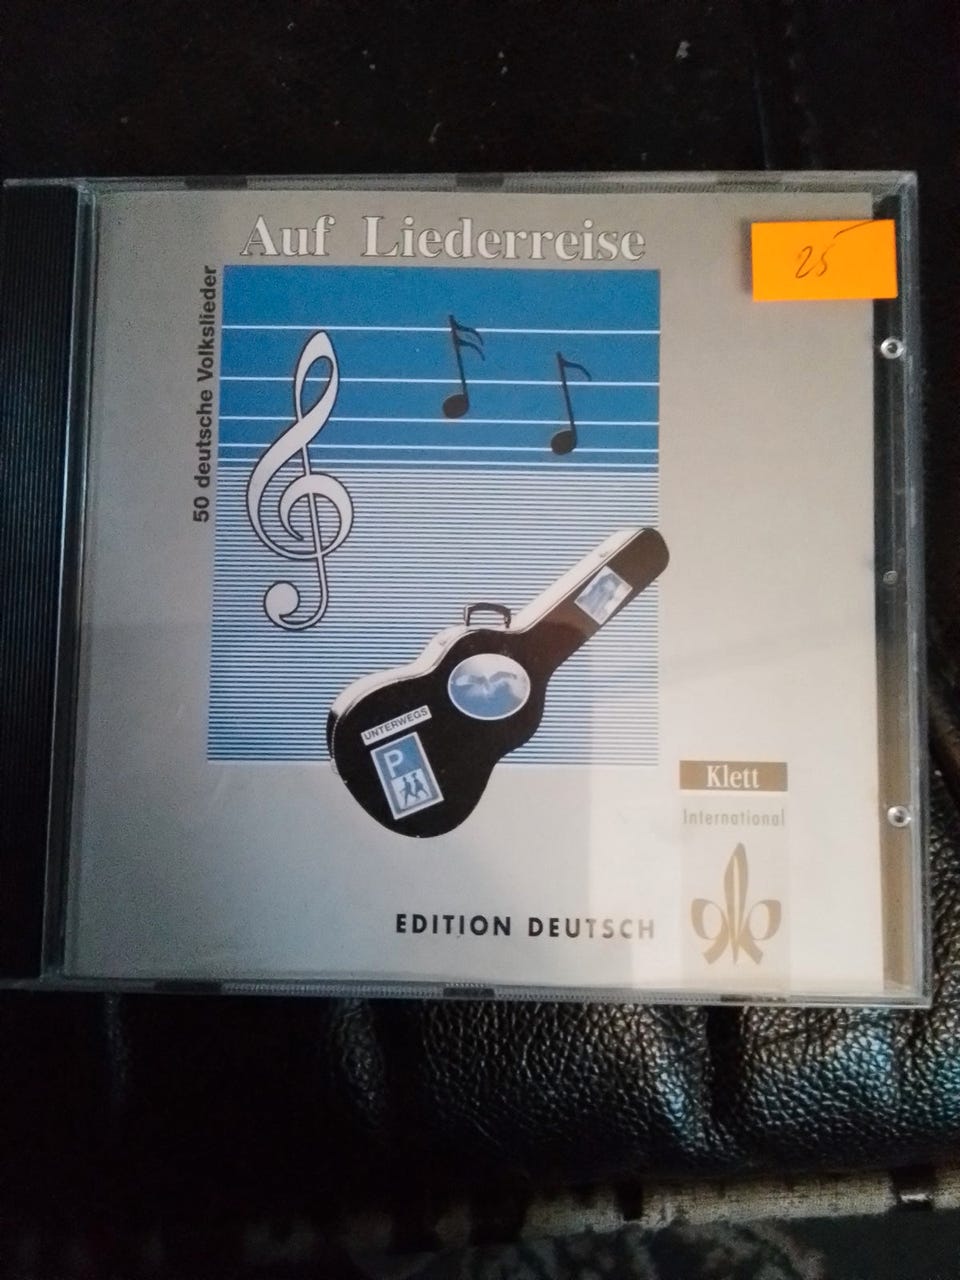 Auf Liederreise
25
50 deutsche Volkslieder
UNTERWEGS
P
Klett
International
EDITION DEUTSCH